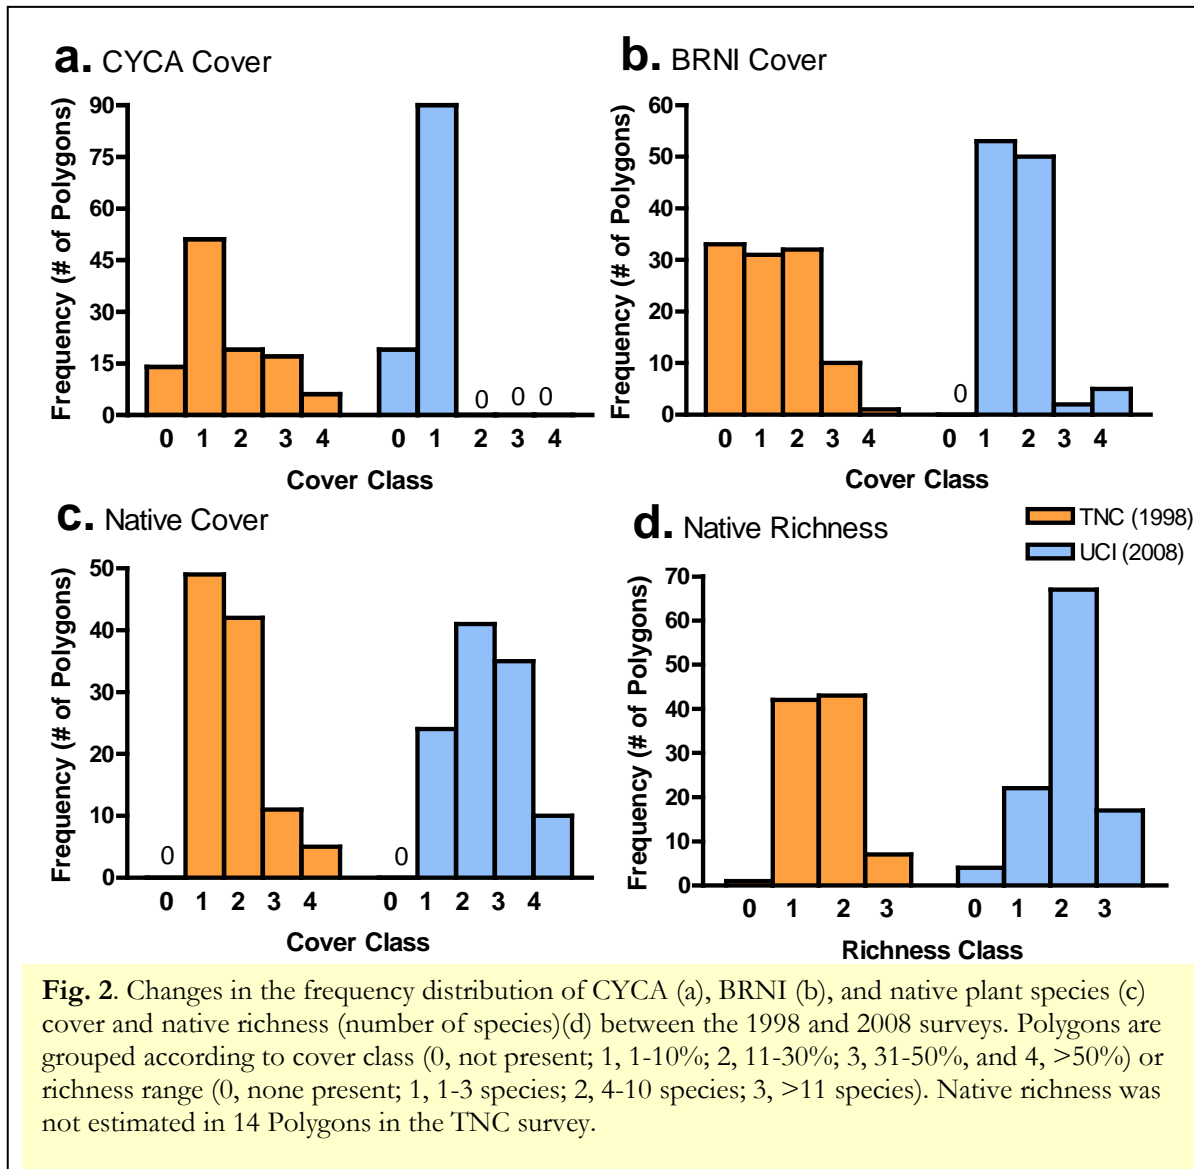 a. CYCA Cover
Frequency (# of Polygons)
90
75
60
45
30
15
0
0 0 0
0 1 2 3 4 0 1 2 3 4
Cover Class
b. BRNI Cover
Frequency (# of Polygons)
60
50
40
30
20
10
0
0
0 1 2 3 4 0 1 2 3 4
Cover Class
c. Native Cover
Frequency (# of Polygons)
50
40
30
20
10
0
0 0
0 1 2 3 4 0 1 2 3 4
Cover Class
d. Native Richness
TNC (1998)
UCI (2008)
Frequency (# of Polygons)
70
60
50
40
30
20
10
0
0 1 2 3 0 1 2 3
Richness Class
Fig. 2. Changes in the frequency distribution of CYCA (a), BRNI (b), and native plant species (c)
cover and native richness (number of species)(d) between the 1998 and 2008 surveys. Polygons are
grouped according to cover class (0, not present; 1, 1-10%; 2, 11-30%; 3, 31-50%, and 4, >50%) or
richness range (0, none present; 1, 1-3 species; 2, 4-10 species; 3, >11 species). Native richness was
not estimated in 14 Polygons in the TNC survey.